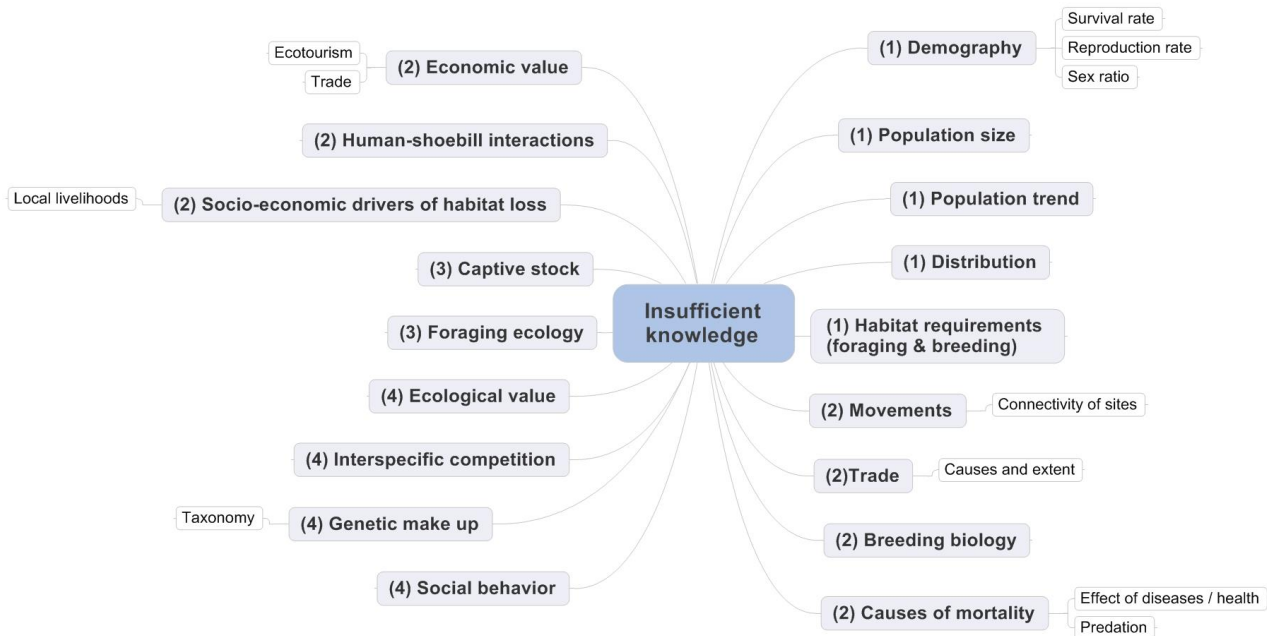 Insufficient
knowledge
(1) Demography
Survival rate
Reproduction rate
Sex ratio
(1) Population size
(1) Population trend
(1) Distribution
(1) Habitat requirements
(foraging & breeding)
(2) Movements
Connectivity of sites
(2)Trade
Causes and extent
(2) Breeding biology
(2) Causes of mortality
Effect of diseases / health
Predation
(2) Economic value
Ecotourism
Trade
(2) Human-shoebill interactions
(2) Socio-economic drivers of habitat loss
Local livelihoods
(3) Captive stock
(3) Foraging ecology
(4) Ecological value
(4) Interspecific competition
(4) Genetic make up
Taxonomy
(4) Social behavior